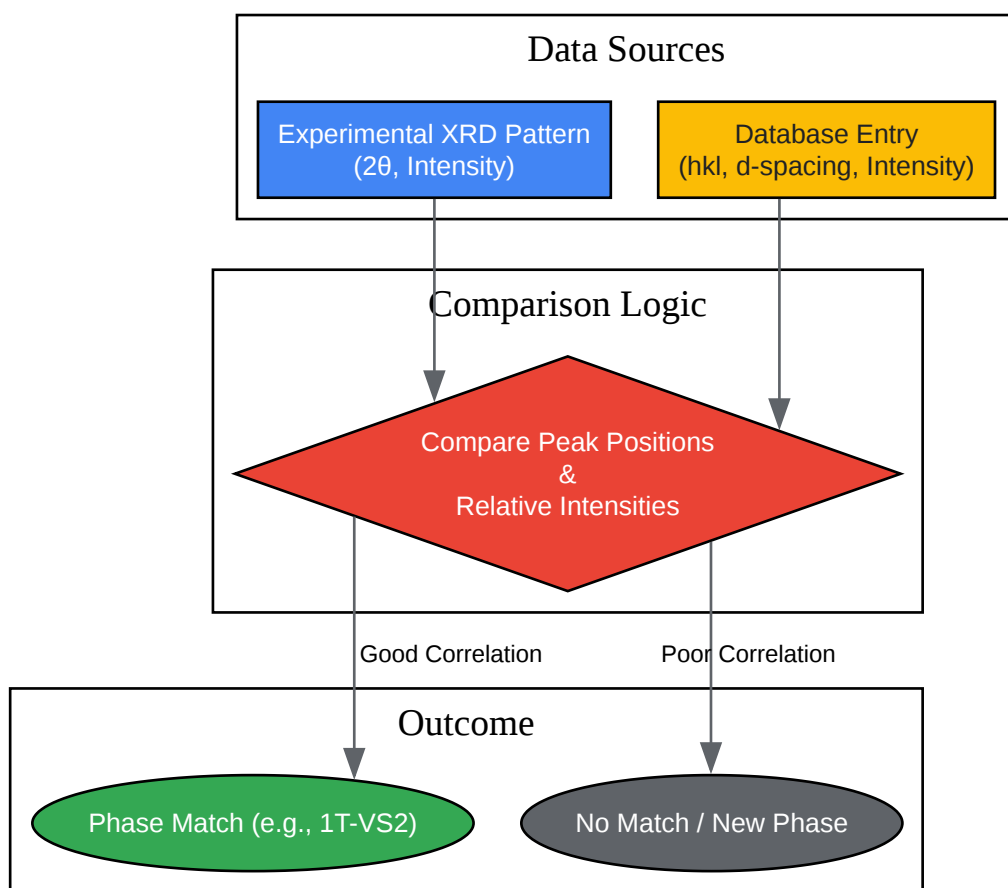 Data Sources
Experimental XRD Pattern
(2θ, Intensity)
Database Entry
(hkl, d-spacing, Intensity)
Comparison Logic
Compare Peak Positions
&
Relative Intensities
Good Correlation
Poor Correlation
Outcome
Phase Match (e.g., 1T-VS2)
No Match / New Phase